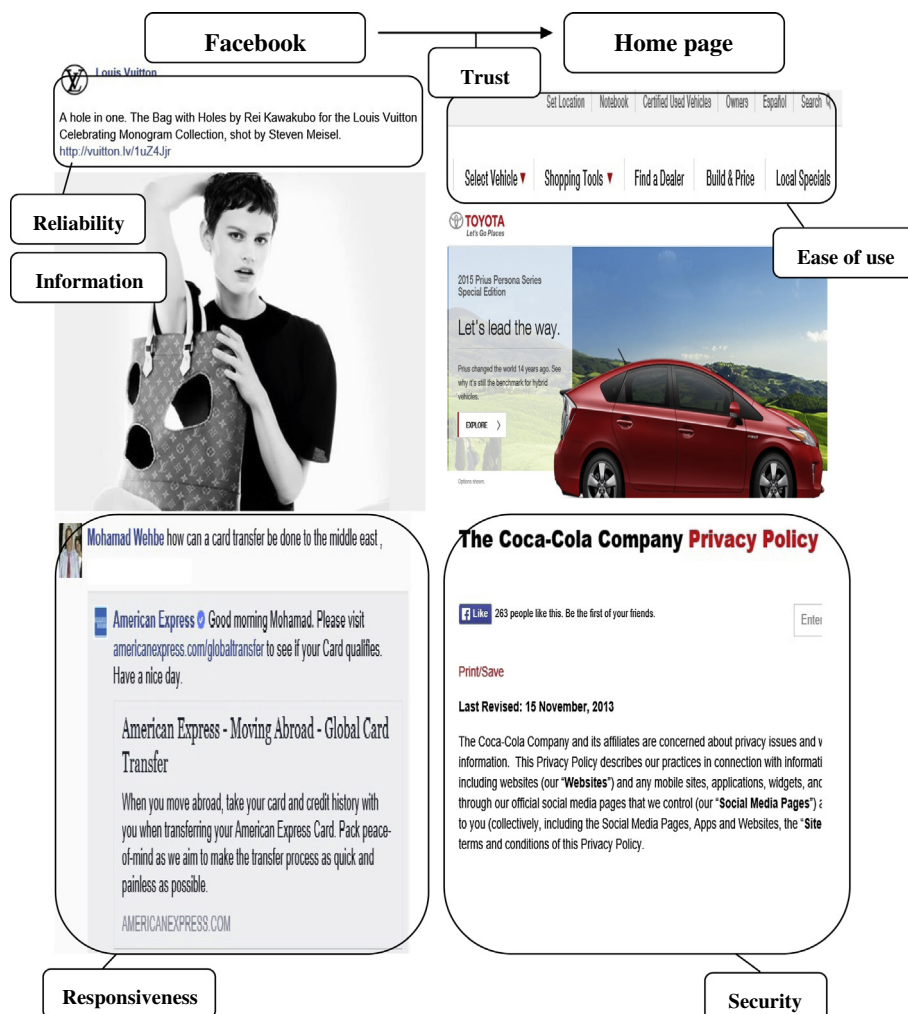 Facebook
Home page
Trust
Louis Vuitton
A hole in one. The Bag with Holes by Rei Kawakubo for the Louis Vuitton
Celebrating Monogram Collection, shot by Steven Meisel.
http://vuitton.lv/1uZ4Jjr
Reliability
Information
Set Location Notebook Certified Used Vehicles Owners Español Search
Select Vehicle Shopping Tools Find a Dealer Build & Price Local Specials
Ease of use
TOYOTA
Let's Go Places
2015 Prius Persona Series
Special Edition
Let's lead the way.
Prius changed the world 14 years ago. See
why it's still the benchmark for hybrid
vehicles.
EXPLORE
Options shown.
Mohamad Wehbe how can a card transfer be done to the middle east ,
American Express Good morning Mohamad. Please visit
americanexpress.com/globaltransfer to see if your Card qualifies.
Have a nice day.
American Express - Moving Abroad - Global Card
Transfer
When you move abroad, take your card and credit history with
you when transferring your American Express Card. Pack peace-
of-mind as we aim to make the transfer process as quick and
painless as possible.
AMERICANEXPRESS.COM
Responsiveness
The Coca-Cola Company Privacy Policy
Like 263 people like this. Be the first of your friends.
Enter
Print/Save
Last Revised: 15 November, 2013
The Coca-Cola Company and its affiliates are concerned about privacy issues and
information. This Privacy Policy describes our practices in connection with informati
including websites (our “Websites”) and any mobile sites, applications, widgets, and
through our official social media pages that we control (our “Social Media Pages”)
to you (collectively, including the Social Media Pages, Apps and Websites, the “Site
terms and conditions of this Privacy Policy.
Security